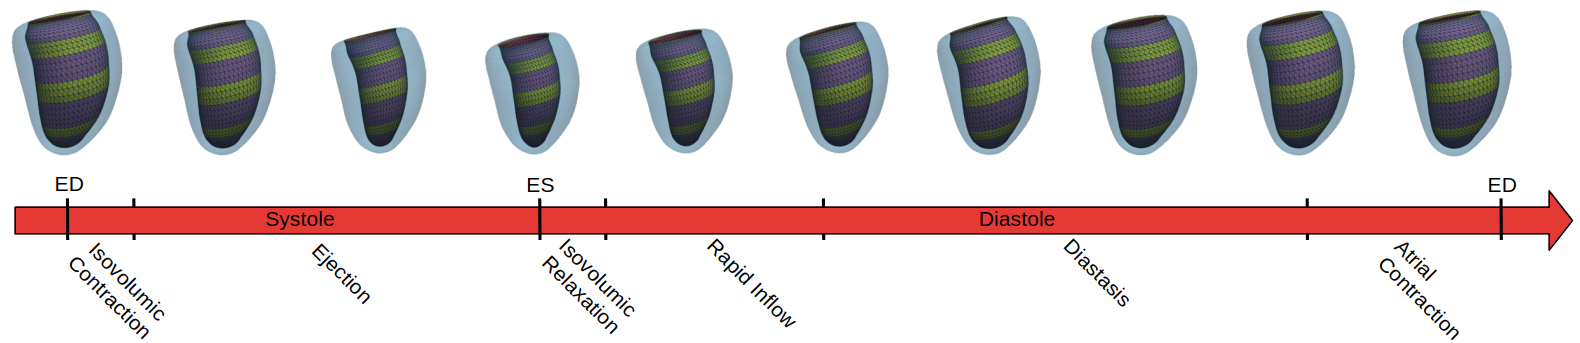 ED
ES
ED
Systole
Diastole
Isovolumic
Contraction
Ejection
Isovolumic
Relaxation
Rapid Inflow
Diastasis
Atrial
Contraction